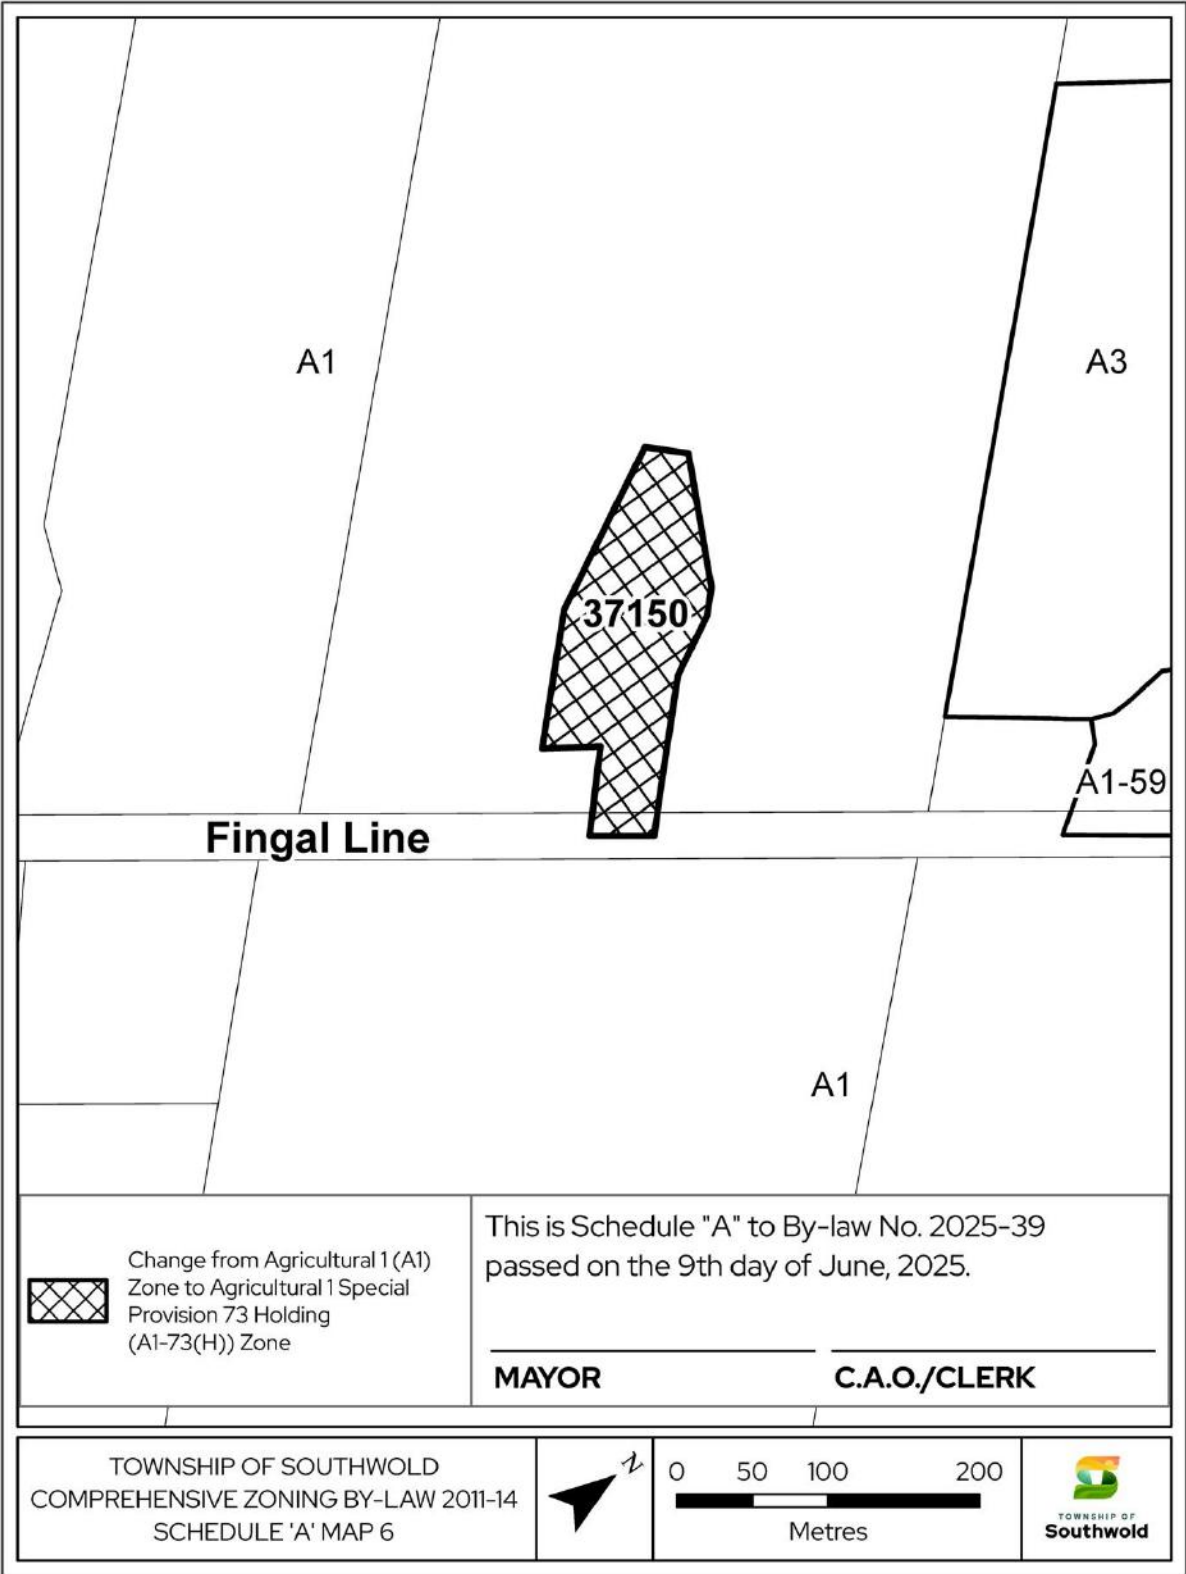 A1
A3
37150
A1-59
Fingal Line
A1
Change from Agricultural 1 (A1)
Zone to Agricultural 1 Special
Provision 73 Holding
(A1-73(H)) Zone
This is Schedule "A" to By-law No. 2025-39
passed on the 9th day of June, 2025.
MAYOR
C.A.O./CLERK
TOWNSHIP OF SOUTHWOLD
COMPREHENSIVE ZONING BY-LAW 2011-14
SCHEDULE 'A' MAP 6
N
0 50 100 200
Metres
TOWNSHIP OF
Southwold